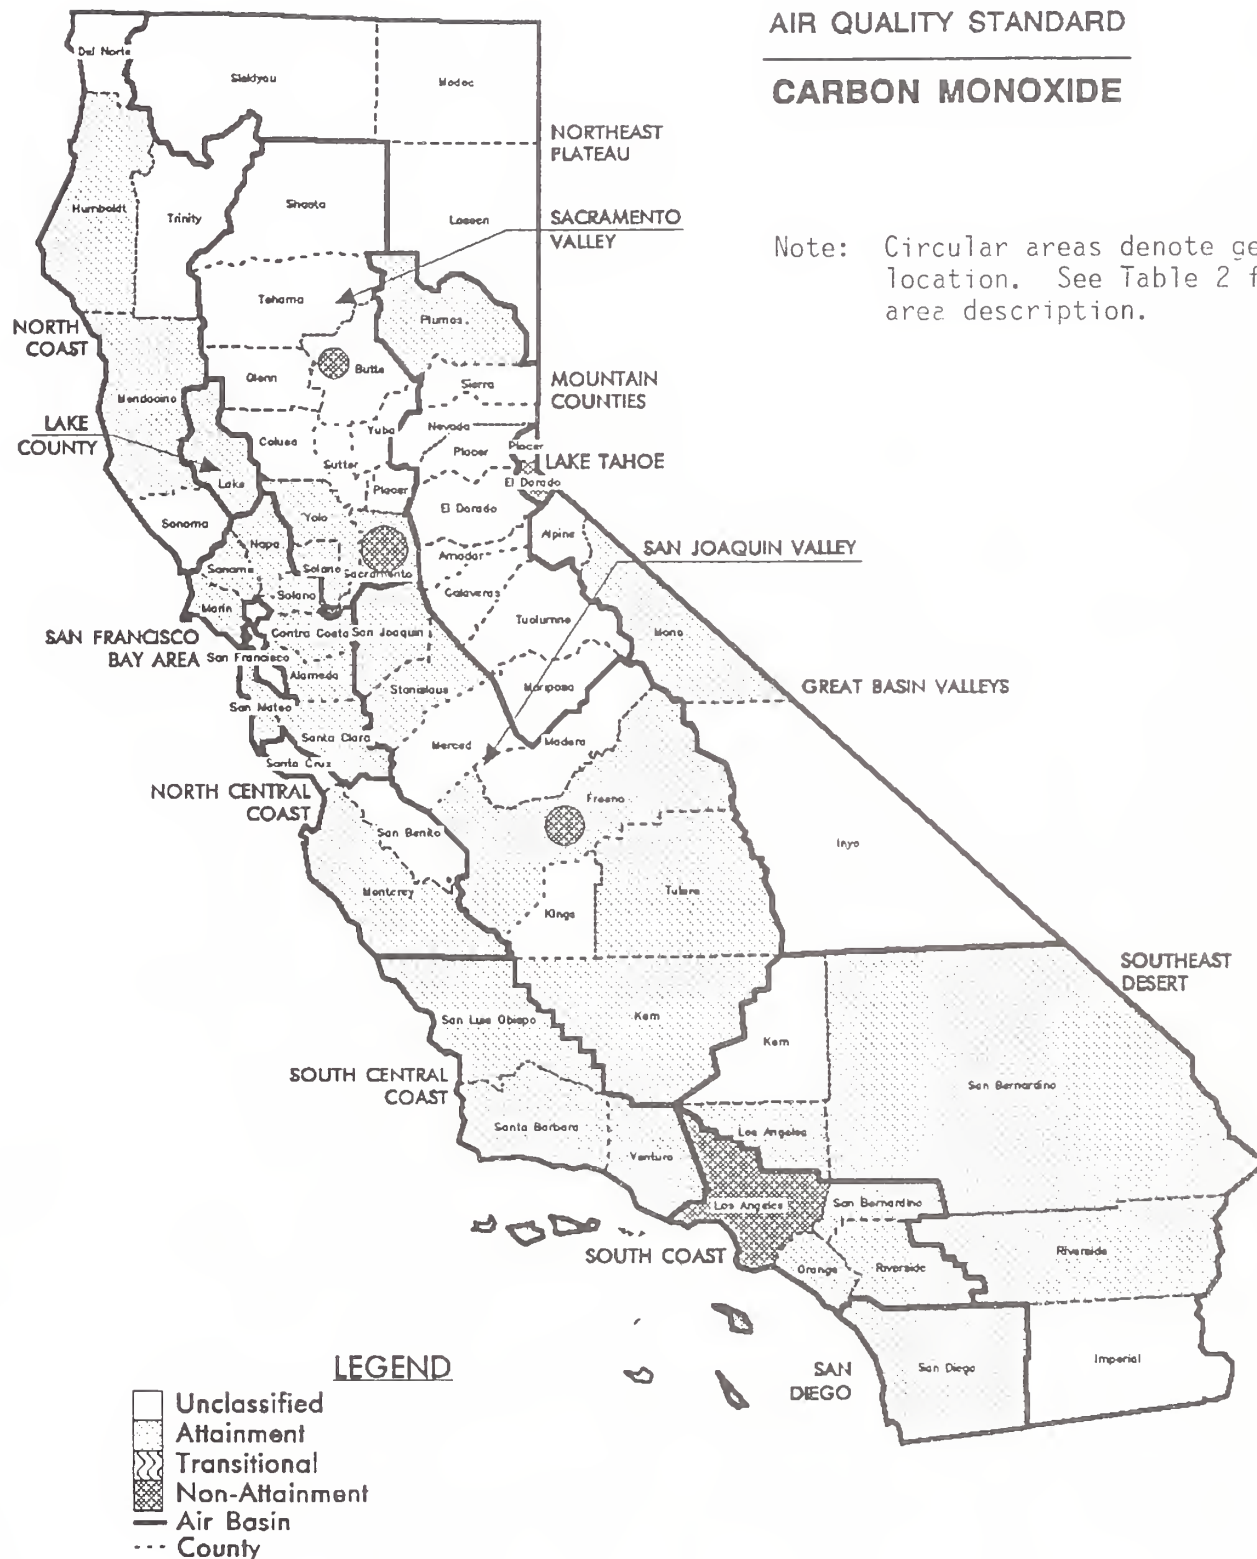 AIR QUALITY STANDARD
CARBON MONOXIDE
Note: Circular areas denote ge
location. See Table 2 f
area description.
Del Norte
Siskiyou
Modoc
NORTHEAST
PLATEAU
Humboldt
Trinity
Shasta
Lassen
SACRAMENTO
VALLEY
Tehama
Plumas
NORTH
COAST
Glenn
Butte
Sierra
MOUNTAIN
COUNTIES
Mendocino
LAKE
COUNTY
Colusa
Yuba
Nevada
Placer
Placer
LAKE TAHOE
Sutter
Lake
Placer
El Dorado
Sonoma
Yolo
El Dorado
Alpine
Napa
SAN JOAQUIN VALLEY
Amador
Sonoma
Solano
Sacramento
Solano
Calaveras
Marin
Tuolumne
Mono
SAN FRANCISCO
BAY AREA
Contra Costa
San Joaquin
San Francisco
Alameda
Stanislaus
Mariposa
GREAT BASIN VALLEYS
San Mateo
Santa Clara
Merced
Madera
Santa Cruz
NORTH CENTRAL
COAST
Fresno
San Benito
Inyo
Monterey
Tulare
Kings
SOUTHEAST
DESERT
San Luis Obispo
Kern
Kern
SOUTH CENTRAL
COAST
San Bernardino
Santa Barbara
Los Angeles
Ventura
Los Angeles
San Bernardino
SOUTH COAST
Orange
Riverside
Riverside
SAN
DIEGO
San Diego
Imperial
LEGEND
Unclassified
Attainment
Transitional
Non-Attainment
Air Basin
County